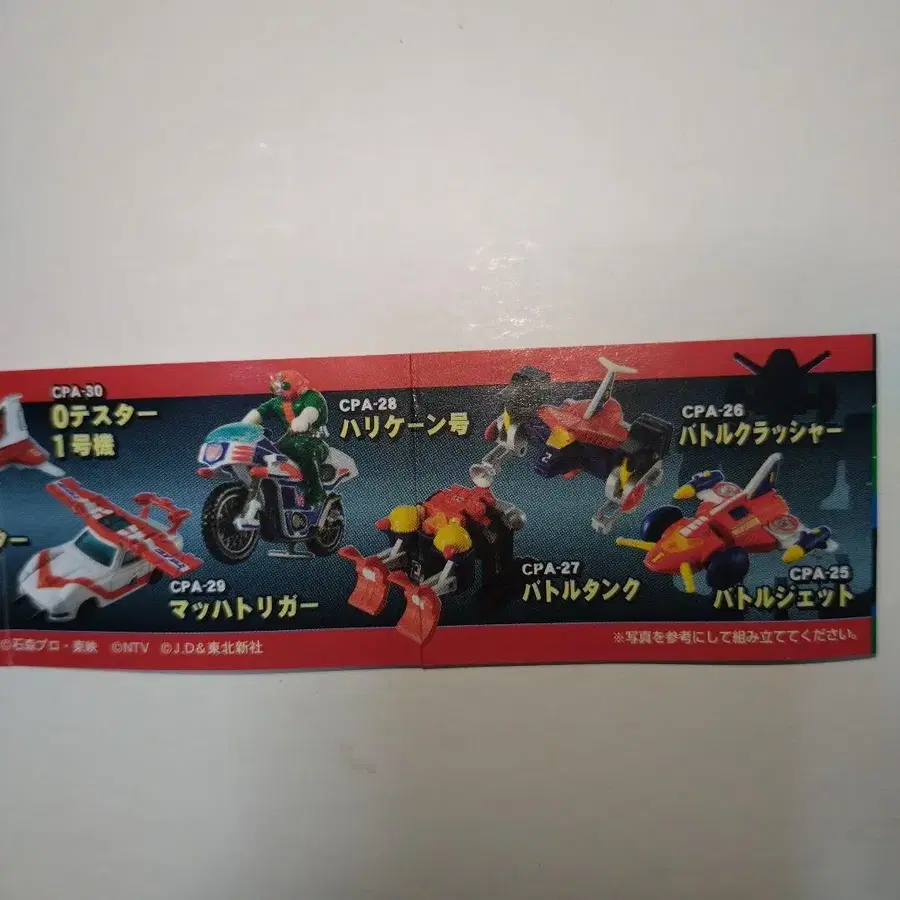 CPA-30
0テスター
1号機
CPA-28
ハリケーン号
CPA-26
バトルクラッシャー
ター
CPA-29
マッハトリガー
CPA-27
バトルタンク
CPA-25
バトルジェット
©石森プロ・東映 ©NTV ©J.D&東北新社
※写真を参考にして組み立ててください。